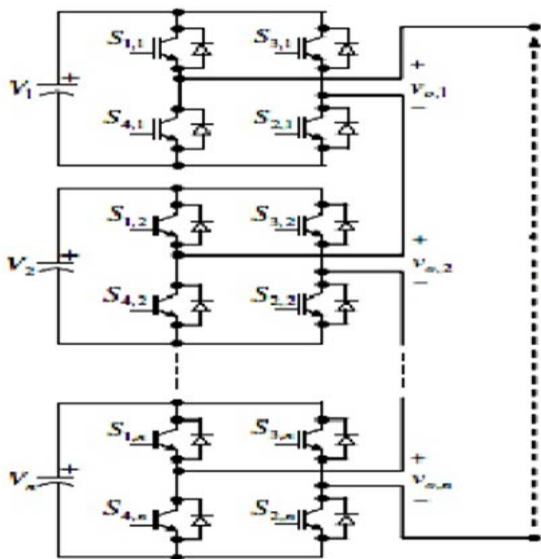 S1,1
S3,1
+
V1
+
vo,1
−
S4,1
S2,1
S1,2
S3,2
+
V2
+
vo,2
−
S4,2
S2,2
S1,n
S3,n
+
Vn
+
vo,n
−
S4,n
S2,n